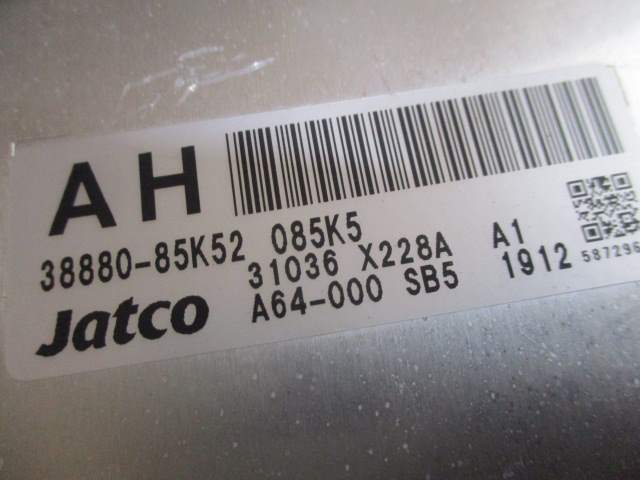 AH
38880-85K52 085K5
31036 X228A A1
Jatco A64-000 SB5 1912
587296